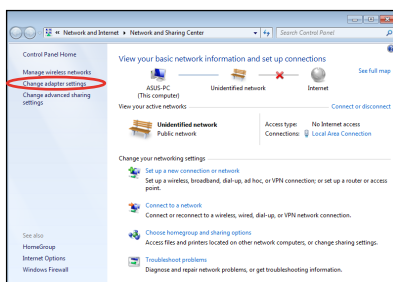 « Network and Internet ▸ Network and Sharing Center
Search Control Panel
Control Panel Home
Manage wireless networks
Change adapter settings
Change advanced sharing
settings
See also
HomeGroup
Internet Options
Windows Firewall
View your basic network information and set up connections
See full map
ASUS-PC
(This computer)
Unidentified network
Internet
View your active networks
Connect or disconnect
Unidentified network
Public network
Access type: No Internet access
Connections: Local Area Connection
Change your networking settings
Set up a new connection or network
Set up a wireless, broadband, dial-up, ad hoc, or VPN connection; or set up a router or access
point.
Connect to a network
Connect or reconnect to a wireless, wired, dial-up, or VPN network connection.
Choose homegroup and sharing options
Access files and printers located on other network computers, or change sharing settings.
Troubleshoot problems
Diagnose and repair network problems, or get troubleshooting information.